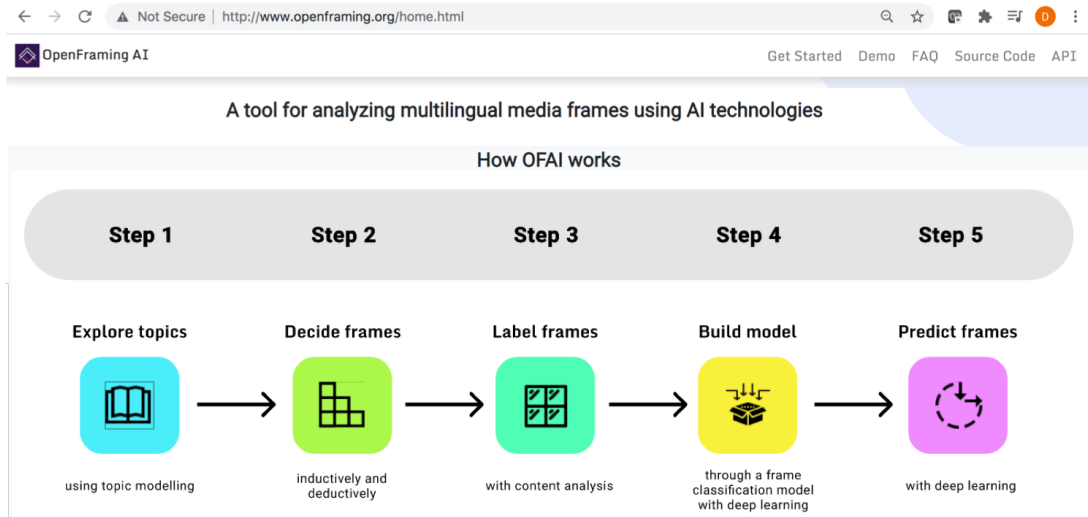 Not Secure | http://www.openframing.org/home.html
D
OpenFraming AI
Get Started Demo FAQ Source Code API
A tool for analyzing multilingual media frames using AI technologies
How OFAI works
Step 1 Step 2 Step 3 Step 4 Step 5
Explore topics Decide frames Label frames Build model Predict frames
using topic modelling
inductively and
deductively
with content analysis
through a frame
classification model
with deep learning
with deep learning